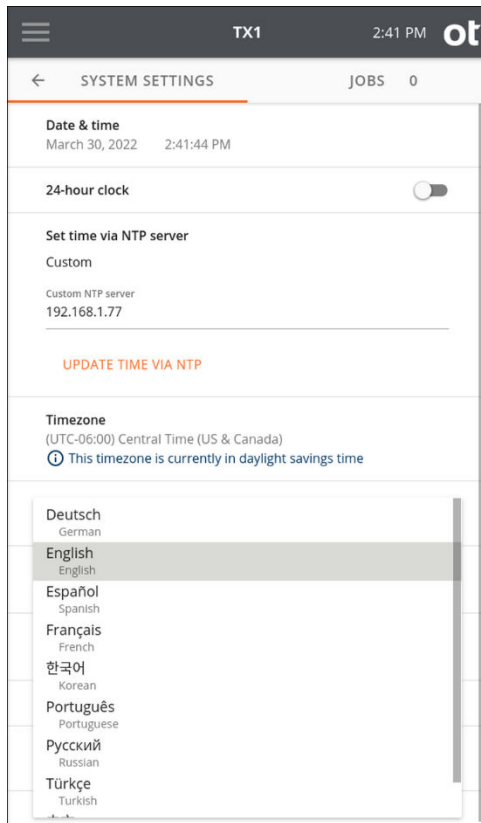 TX1
2:41 PM
ot
SYSTEM SETTINGS
JOBS 0
Date & time
March 30, 2022 2:41:44 PM
24-hour clock
Set time via NTP server
Custom
Custom NTP server
192.168.1.77
UPDATE TIME VIA NTP
Timezone
(UTC-06:00) Central Time (US & Canada)
This timezone is currently in daylight savings time
Deutsch
German
English
English
Español
Spanish
Français
French
한국어
Korean
Português
Portuguese
Русский
Russian
Türkçe
Turkish